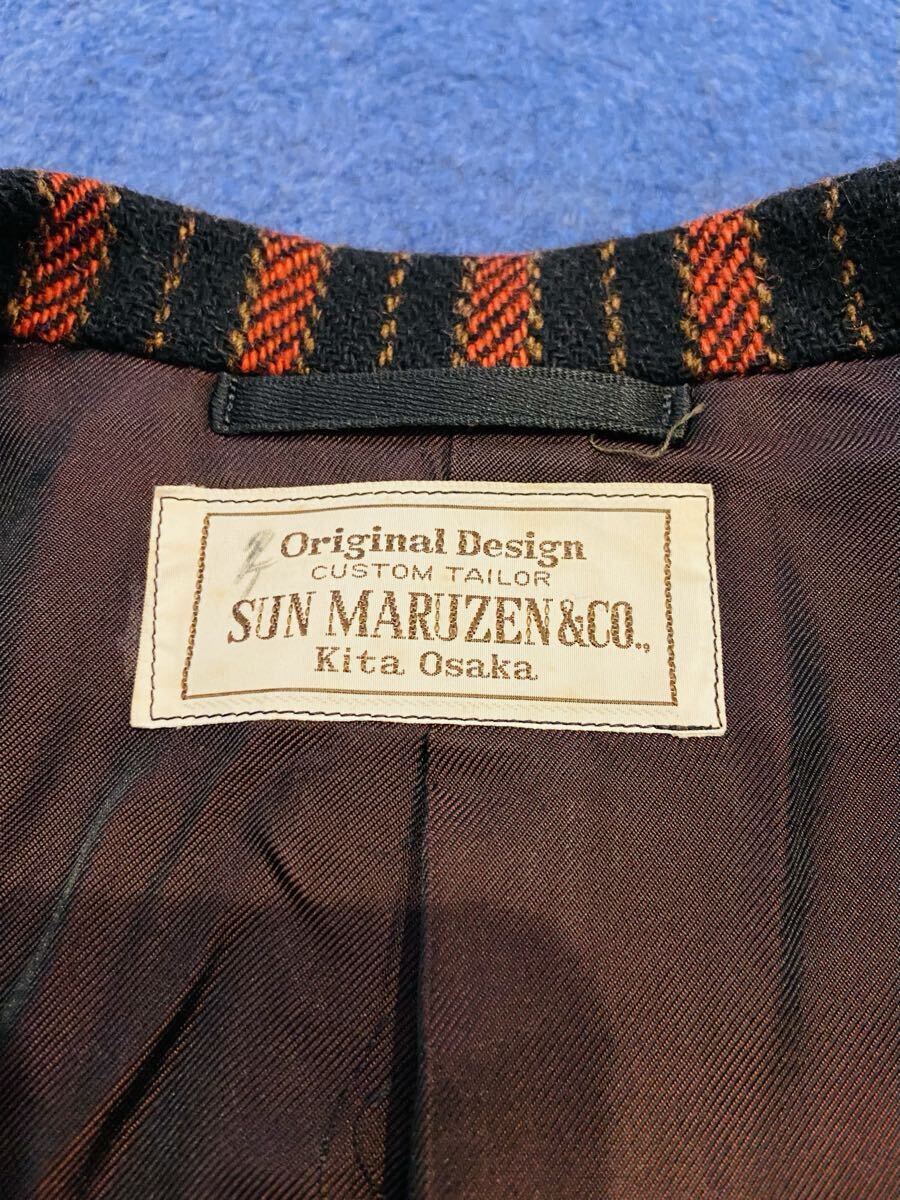 Original Design
CUSTOM TAILOR
SUN MARUZEN&CO.,
Kita Osaka